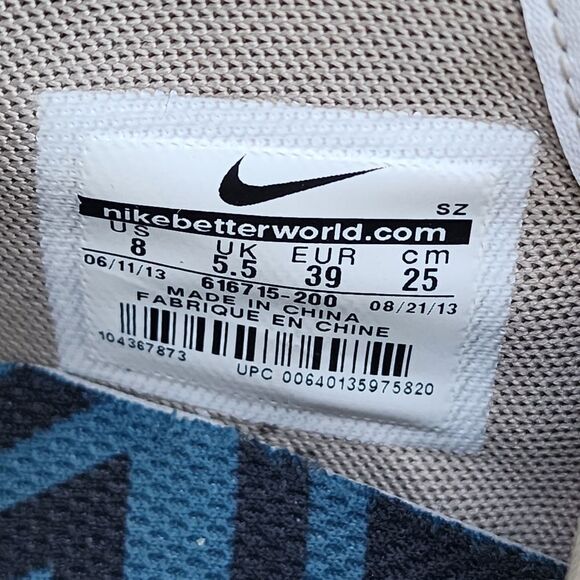 SZ
nikebetterworld.com
US UK EUR cm
8 5.5 39 25
06/11/13 616715-200 08/21/13
MADE IN CHINA
FABRIQUE EN CHINE
104367873
UPC 00640135975820